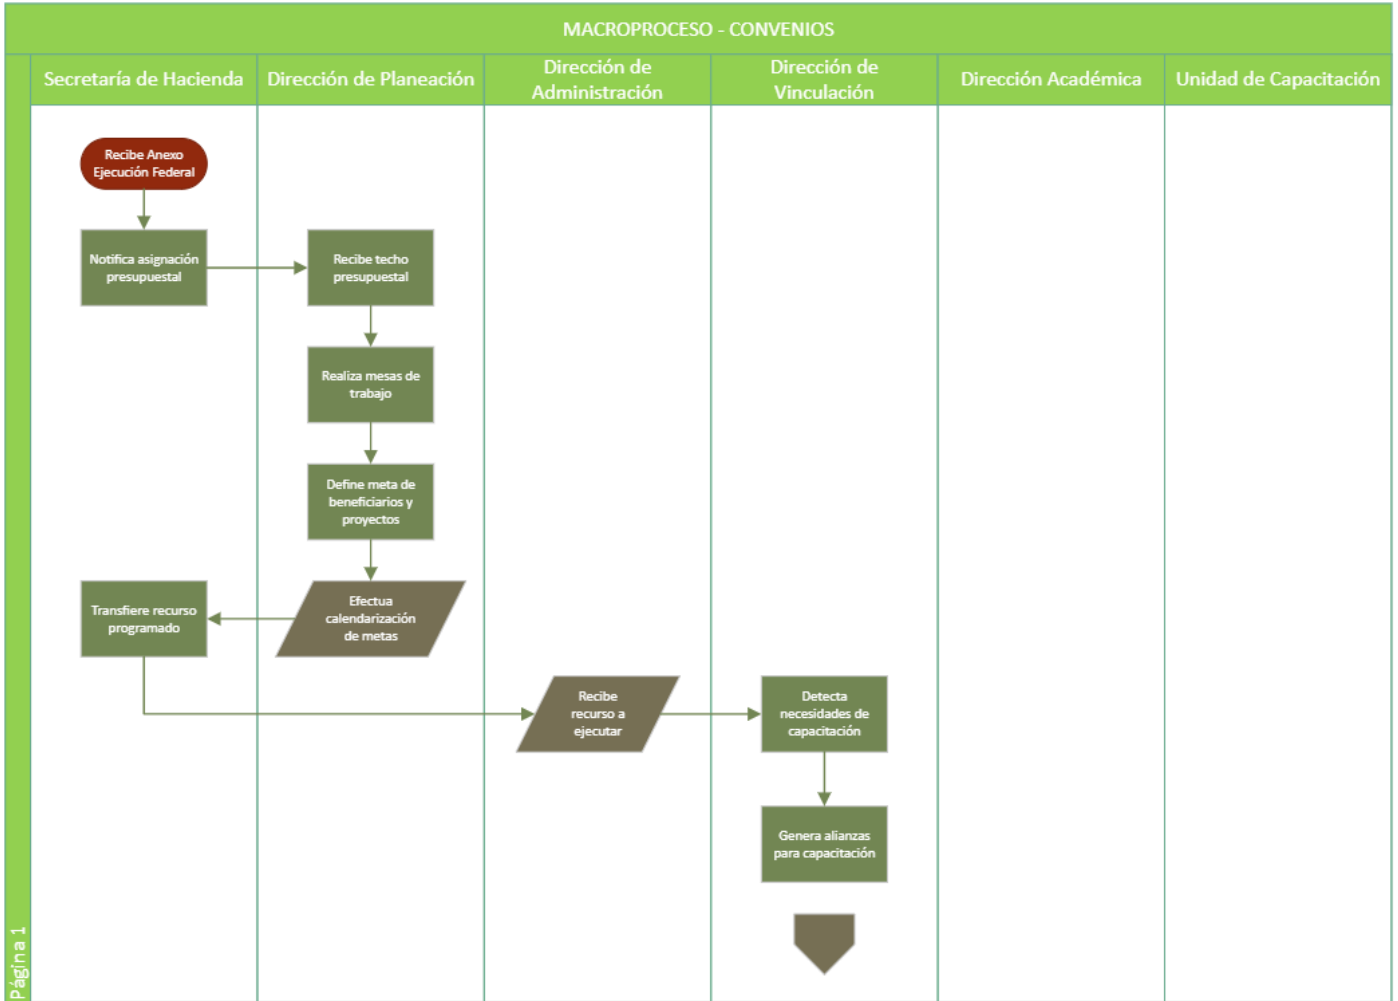 MACROPROCESO - CONVENIOS
Secretaría de Hacienda
Dirección de Planeación
Dirección de
Administración
Dirección de
Vinculación
Dirección Académica
Unidad de Capacitación
Recibe Anexo
Ejecución Federal
Notifica asignación
presupuestal
Recibe techo
presupuestal
Realiza mesas de
trabajo
Define meta de
beneficiarios y
proyectos
Efectua
calendarización
de metas
Transfiere recurso
programado
Recibe
recurso a
ejecutar
Detecta
necesidades de
capacitación
Genera alianzas
para capacitación
Página 1